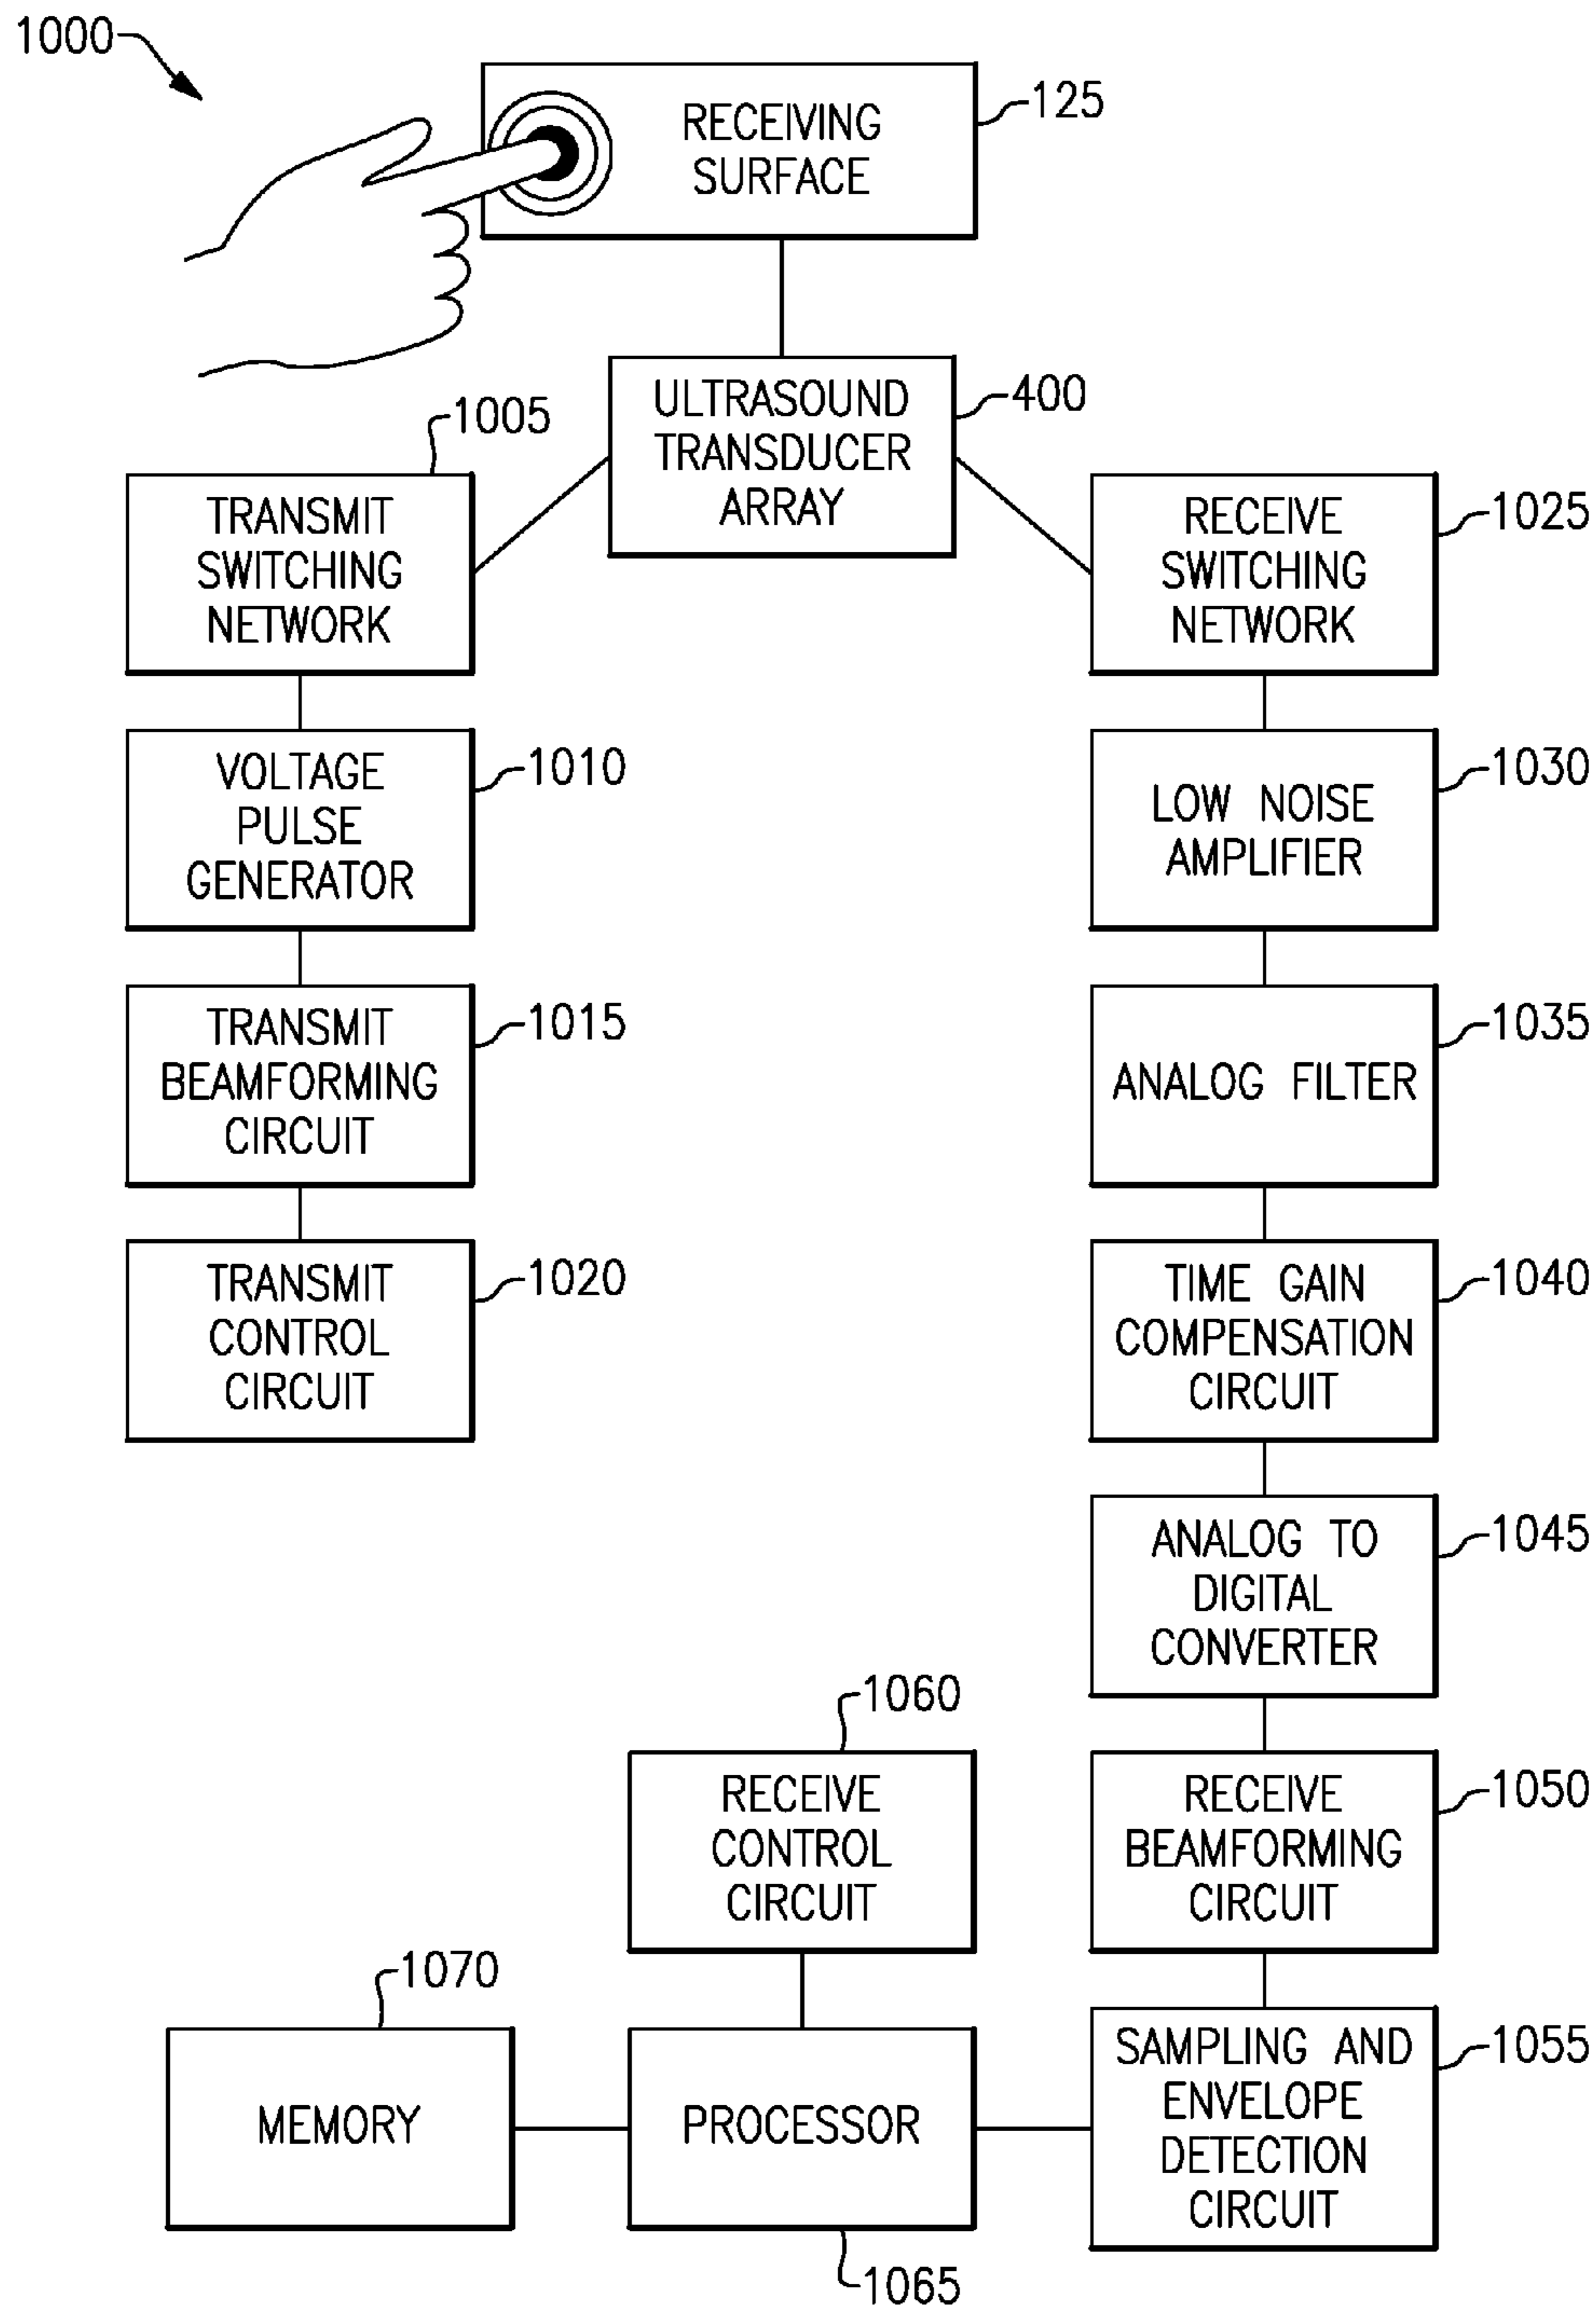 1000
RECEIVING
SURFACE
125
ULTRASOUND
TRANSDUCER
ARRAY
400
1005
TRANSMIT
SWITCHING
NETWORK
VOLTAGE
PULSE
GENERATOR
1010
TRANSMIT
BEAMFORMING
CIRCUIT
1015
TRANSMIT
CONTROL
CIRCUIT
1020
RECEIVE
SWITCHING
NETWORK
1025
LOW NOISE
AMPLIFIER
1030
ANALOG FILTER
1035
TIME GAIN
COMPENSATION
CIRCUIT
1040
ANALOG TO
DIGITAL
CONVERTER
1045
RECEIVE
BEAMFORMING
CIRCUIT
1050
SAMPLING AND
ENVELOPE
DETECTION
CIRCUIT
1055
1060
RECEIVE
CONTROL
CIRCUIT
PROCESSOR
1065
1070
MEMORY